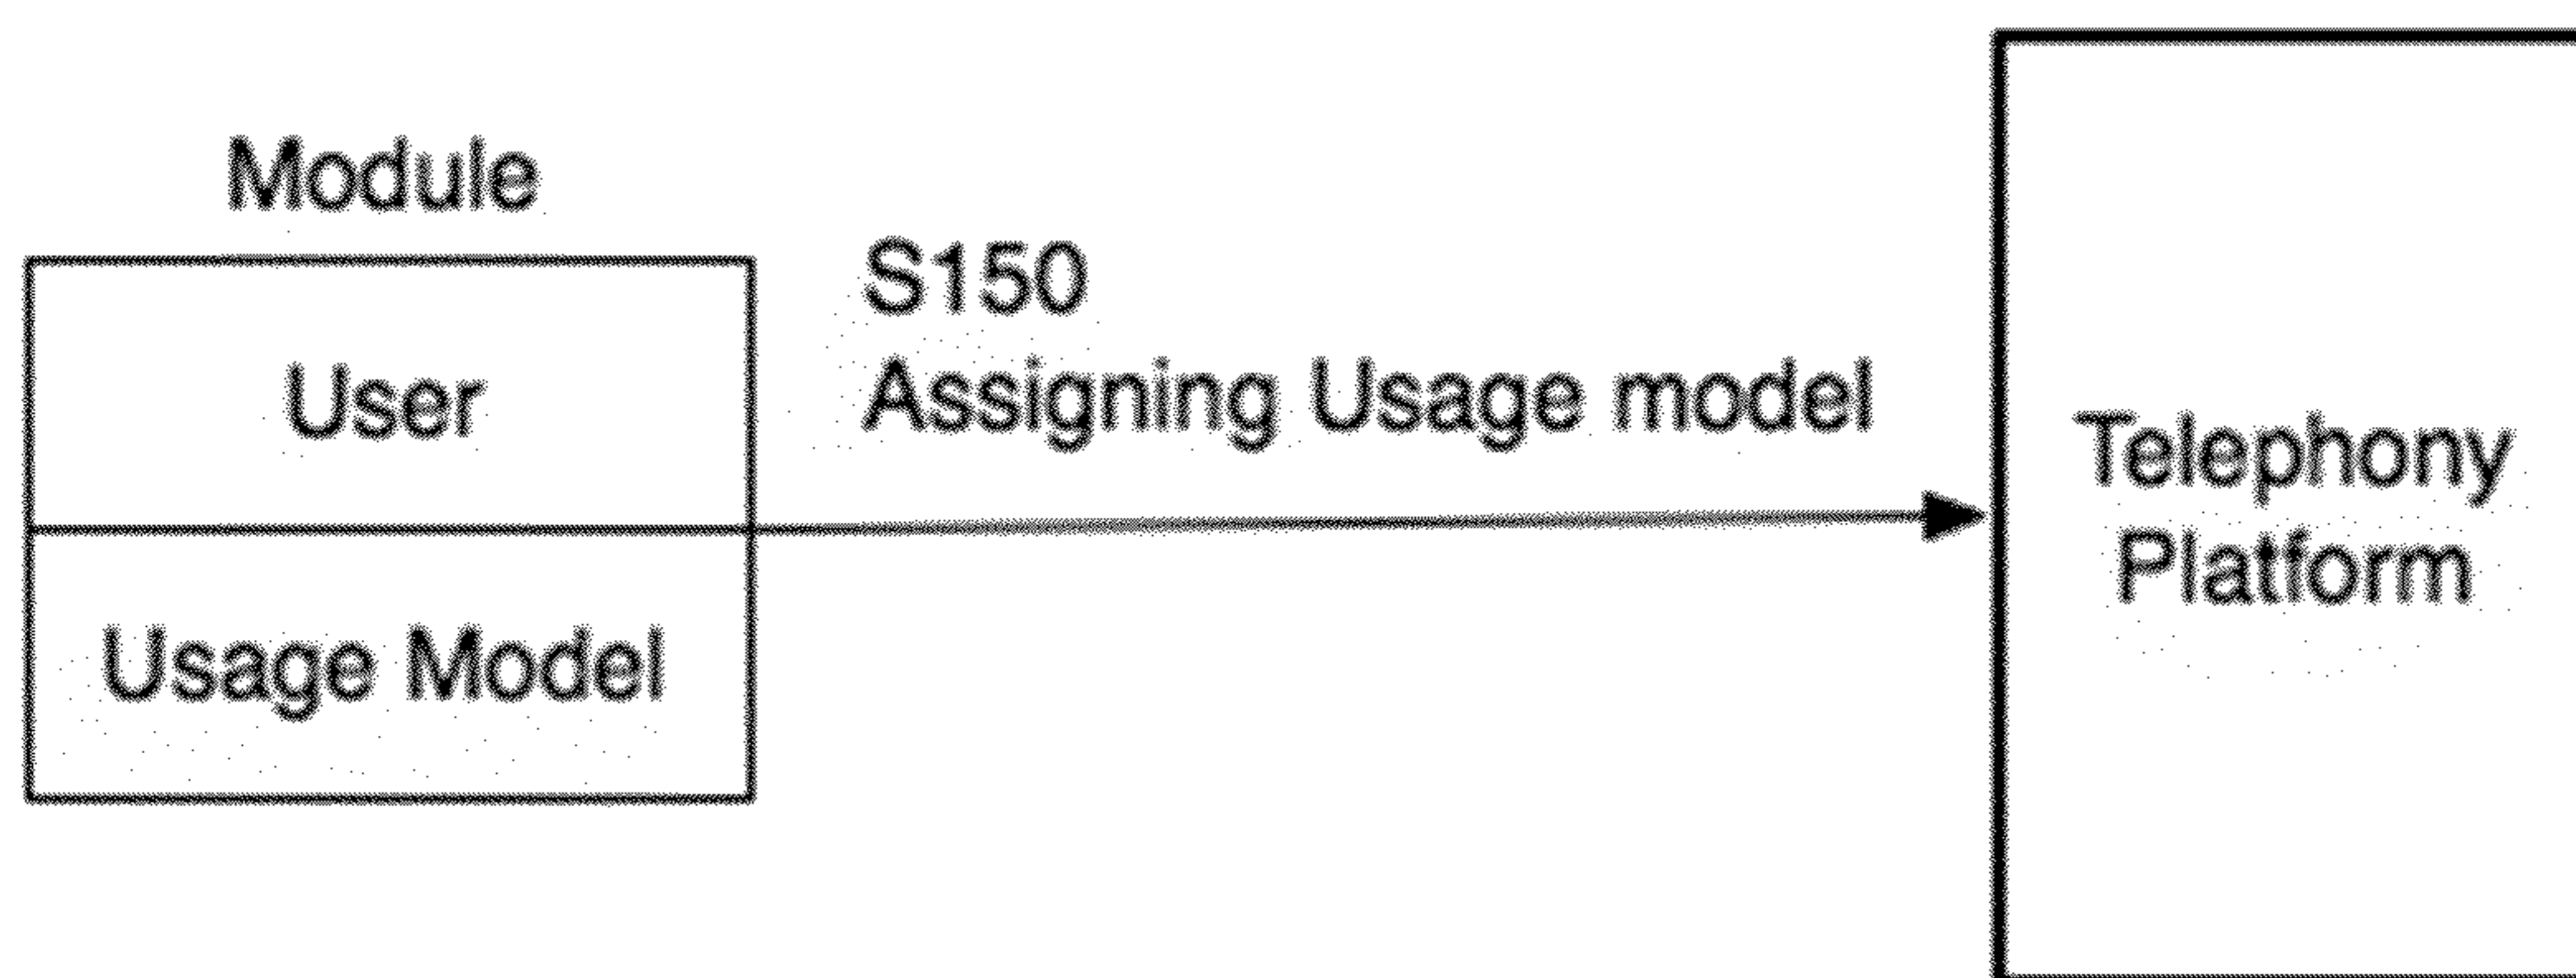 Module
User
Usage Model
S150
Assigning Usage model
Telephony
Platform